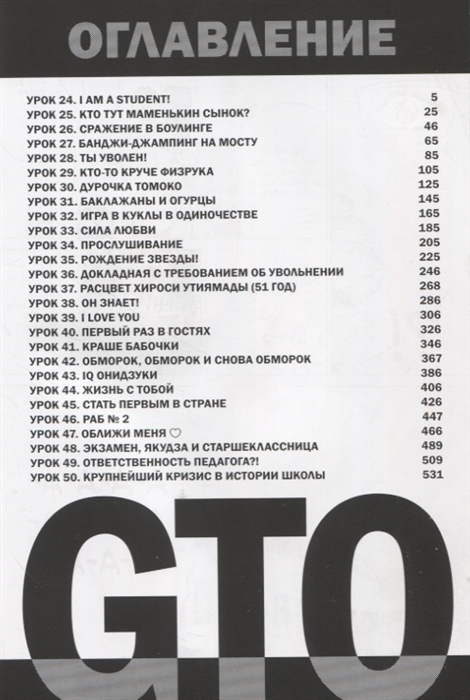 ОГЛАВЛЕНИЕ
УРОК 24. I AM A STUDENT! 5
УРОК 25. КТО ТУТ МАМЕНЬКИН СЫНОК? 25
УРОК 26. СРАЖЕНИЕ В БОУЛИНГЕ 46
УРОК 27. БАНДЖИ-ДЖАМПИНГ НА МОСТУ 65
УРОК 28. ТЫ УВОЛЕН! 85
УРОК 29. КТО-ТО КРУЧЕ ФИЗРУКА 105
УРОК 30. ДУРОЧКА ТОМОКО 125
УРОК 31. БАКЛАЖАНЫ И ОГУРЦЫ 145
УРОК 32. ИГРА В КУКЛЫ В ОДИНОЧЕСТВЕ 165
УРОК 33. СИЛА ЛЮБВИ 185
УРОК 34. ПРОСЛУШИВАНИЕ 205
УРОК 35. РОЖДЕНИЕ ЗВЕЗДЫ! 225
УРОК 36. ДОКЛАДНАЯ С ТРЕБОВАНИЕМ ОБ УВОЛЬНЕНИИ 246
УРОК 37. РАСЦВЕТ ХИРОСИ УТИЯМАДЫ (51 ГОД) 268
УРОК 38. ОН ЗНАЕТ! 286
УРОК 39. I LOVE YOU 306
УРОК 40. ПЕРВЫЙ РАЗ В ГОСТЯХ 326
УРОК 41. КРАШЕ БАБОЧКИ 346
УРОК 42. ОБМОРОК, ОБМОРОК И СНОВА ОБМОРОК 367
УРОК 43. IQ ОНИДЗУКИ 386
УРОК 44. ЖИЗНЬ С ТОБОЙ 406
УРОК 45. СТАТЬ ПЕРВЫМ В СТРАНЕ 426
УРОК 46. РАБ № 2 447
УРОК 47. ОБЛИЖИ МЕНЯ ♡ 466
УРОК 48. ЭКЗАМЕН, ЯКУДЗА И СТАРШЕКЛАССНИЦА 489
УРОК 49. ОТВЕТСТВЕННОСТЬ ПЕДАГОГА?! 509
УРОК 50. КРУПНЕЙШИЙ КРИЗИС В ИСТОРИИ ШКОЛЫ 531
GTO